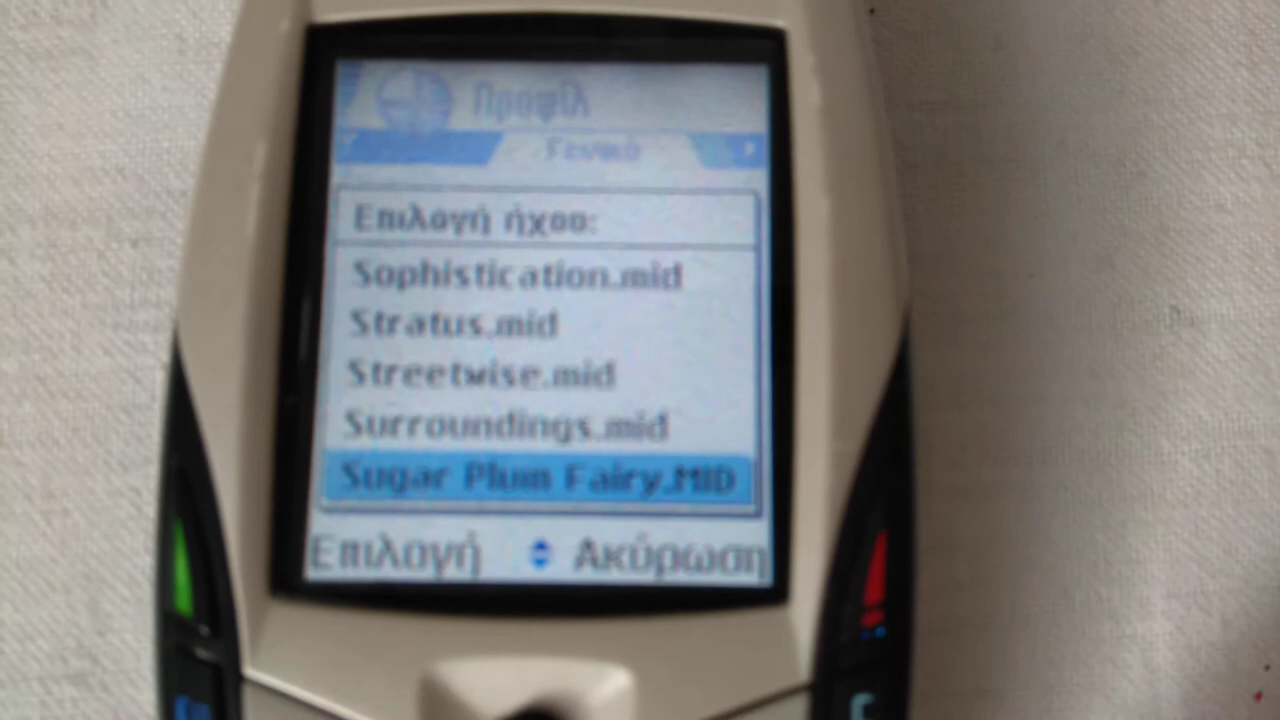 Προφίλ
Γενικό
Επιλογή ήχου:
Sophistication.mid
Stratus.mid
Streetwise.mid
Surroundings.mid
Sugar Plum Fairy.MID
Επιλογή Ακύρωση